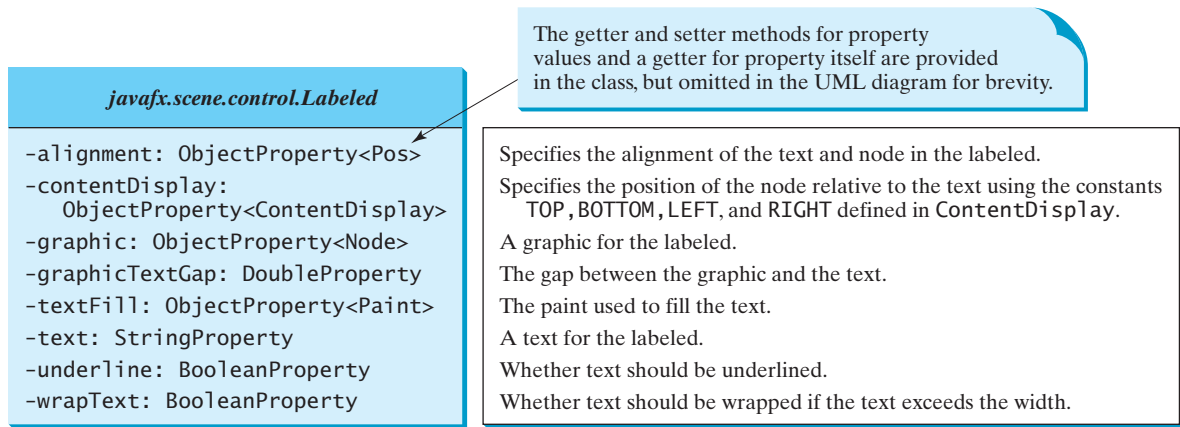 The getter and setter methods for property
values and a getter for property itself are provided
in the class, but omitted in the UML diagram for brevity.
javafx.scene.control.Labeled
-alignment: ObjectProperty<Pos>
-contentDisplay:
ObjectProperty<ContentDisplay>
-graphic: ObjectProperty<Node>
-graphicTextGap: DoubleProperty
-textFill: ObjectProperty<Paint>
-text: StringProperty
-underline: BooleanProperty
-wrapText: BooleanProperty
Specifies the alignment of the text and node in the labeled.
Specifies the position of the node relative to the text using the constants
TOP,BOTTOM,LEFT, and RIGHT defined in ContentDisplay.
A graphic for the labeled.
The gap between the graphic and the text.
The paint used to fill the text.
A text for the labeled.
Whether text should be underlined.
Whether text should be wrapped if the text exceeds the width.